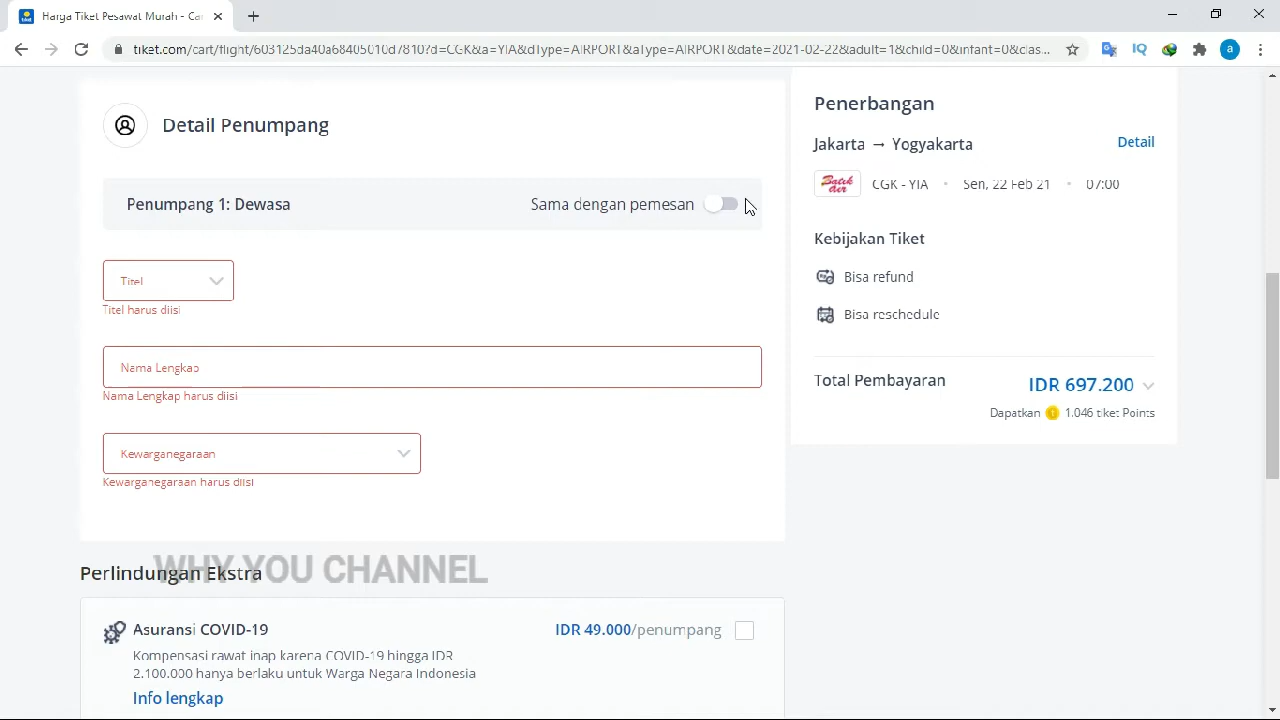 Harga Tiket Pesawat Murah - Car
tiket.com/cart/flight/603125da40a68405010d7810?d=CGK&a=YIA&dType=AIRPORT&aType=AIRPORT&date=2021-02-22&adult=1&child=0&infant=0&clas...
IQ
a
Detail Penumpang
Penumpang 1: Dewasa
Sama dengan pemesan
Titel
Titel harus diisi
Nama Lengkap
Nama Lengkap harus diisi
Kewarganegaraan
Kewarganegaraan harus diisi
WHY YOU CHANNEL
Perlindungan Ekstra
Asuransi COVID-19
IDR 49.000/penumpang
Kompensasi rawat inap karena COVID-19 hingga IDR
2.100.000 hanya berlaku untuk Warga Negara Indonesia
Info lengkap
Penerbangan
Jakarta → Yogyakarta
Detail
Batik air
CGK - YIA • Sen, 22 Feb 21 • 07:00
Kebijakan Tiket
Bisa refund
Bisa reschedule
Total Pembayaran
IDR 697.200
Dapatkan 1.046 tiket Points